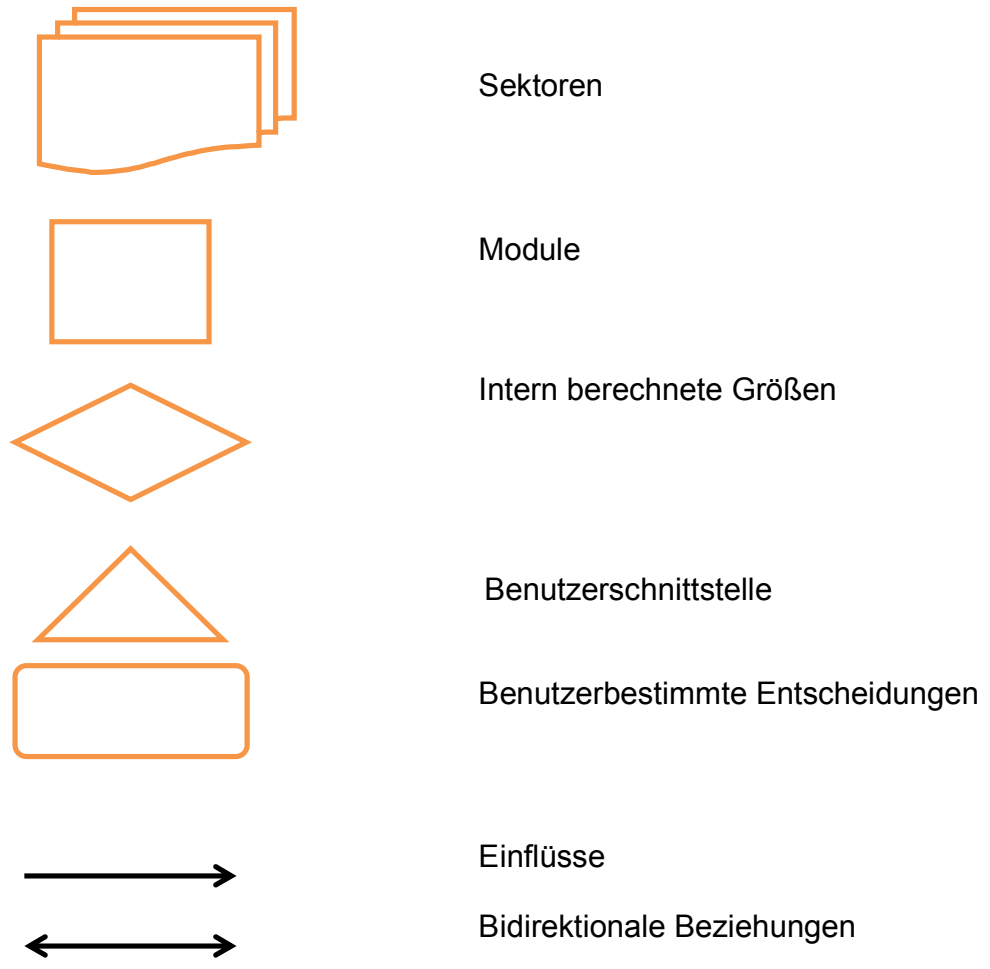 Sektoren
Module
Intern berechnete Größen
Benutzerschnittstelle
Benutzerbestimmte Entscheidungen
Einflüsse
Bidirektionale Beziehungen